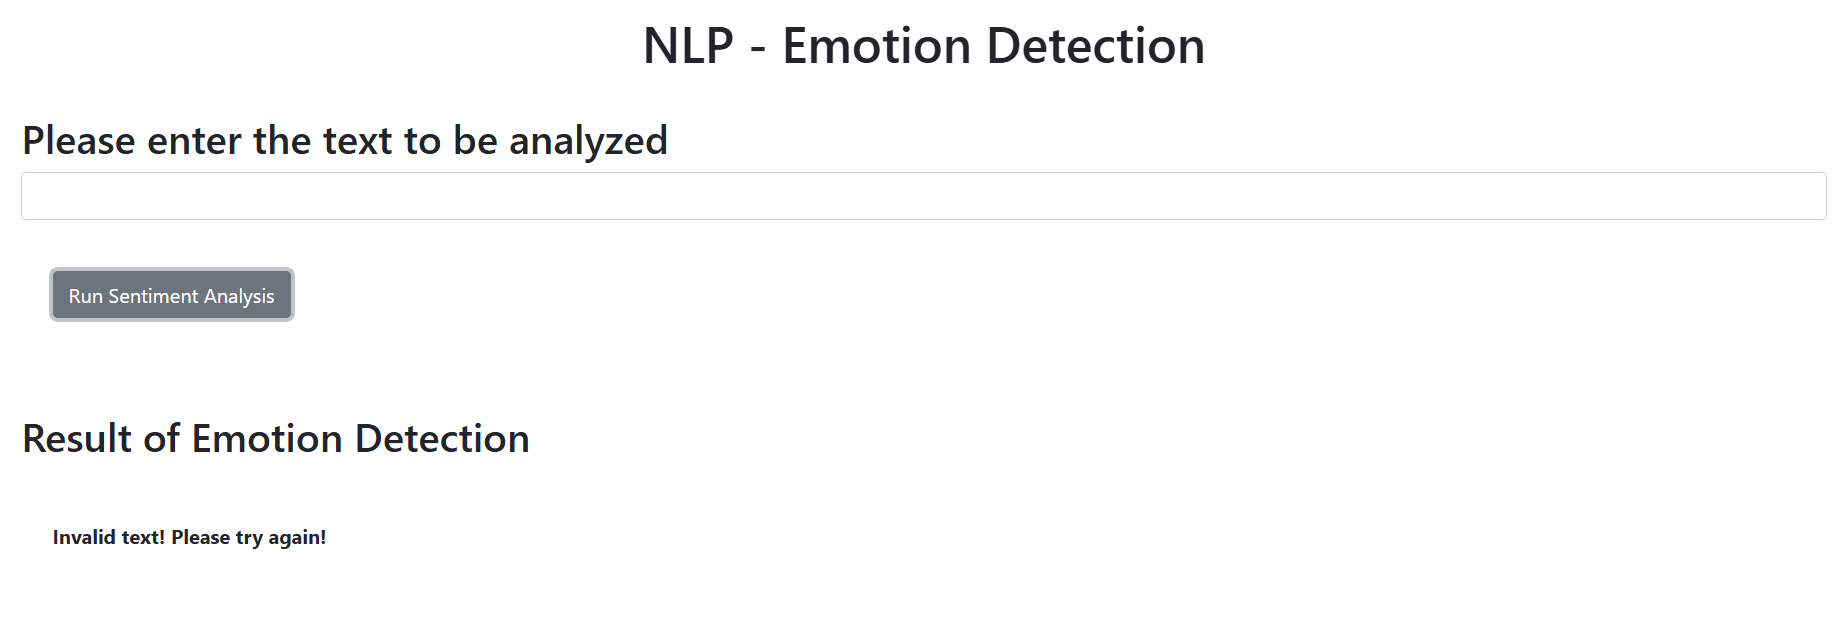 NLP - Emotion Detection
Please enter the text to be analyzed
Run Sentiment Analysis
Result of Emotion Detection
Invalid text! Please try again!